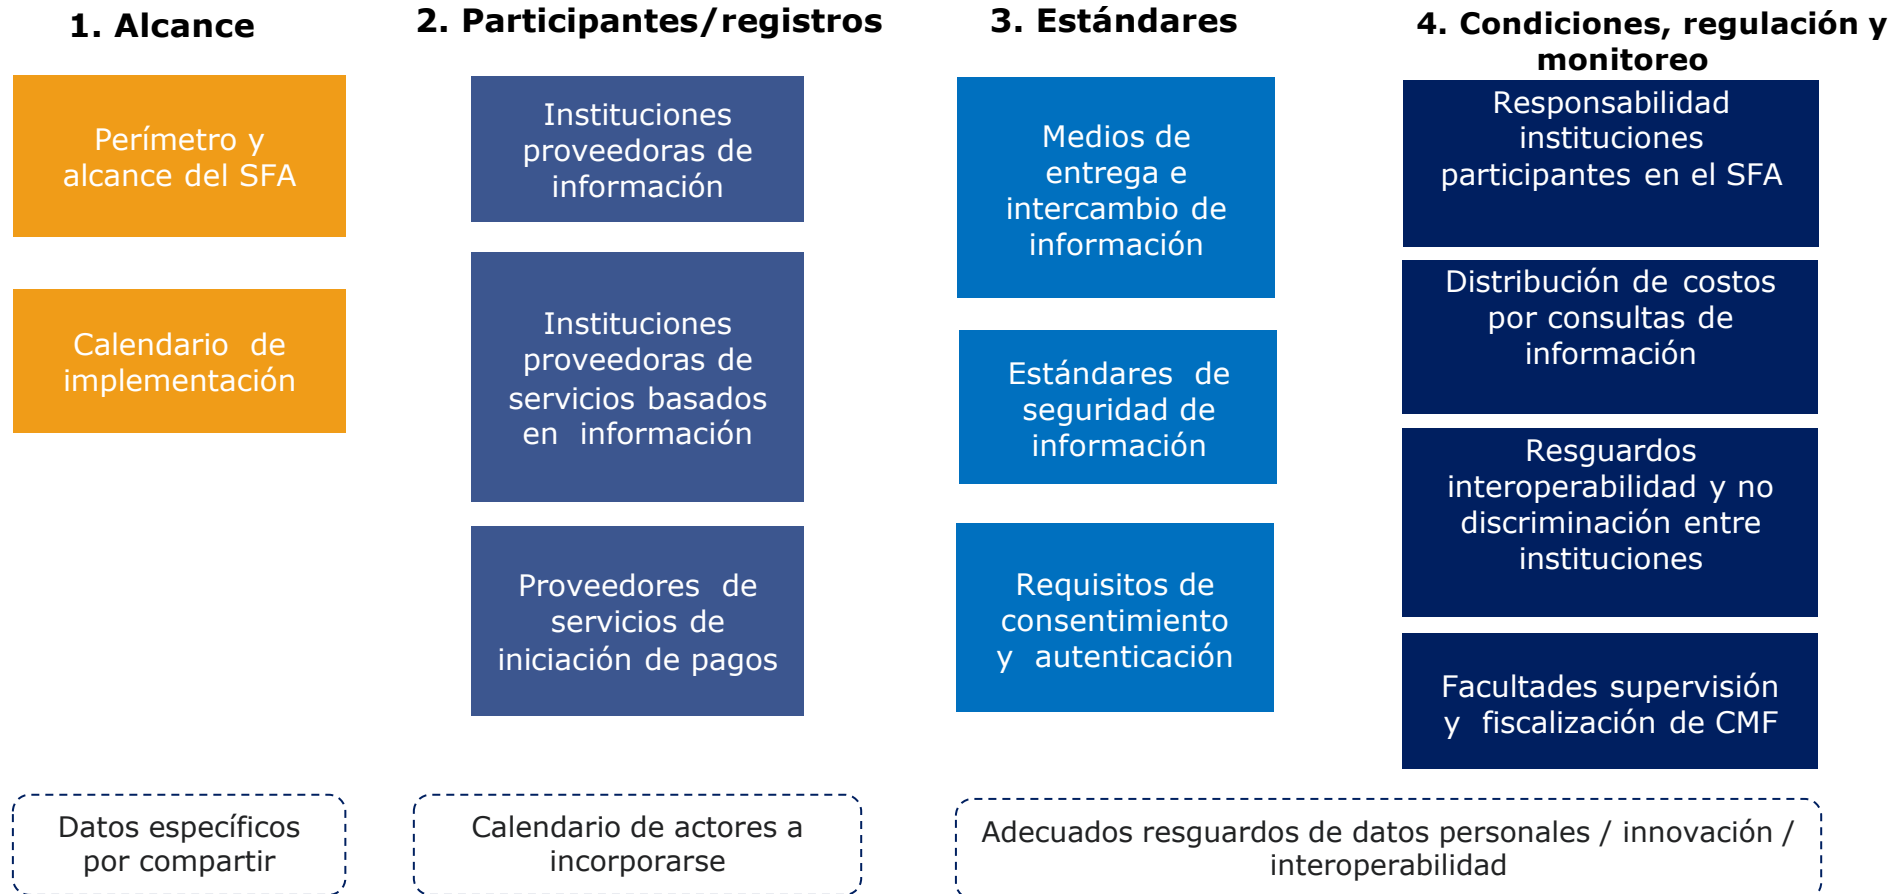 1. Alcance
Perímetro y
alcance del SFA
Calendario de
implementación
Datos específicos
por compartir
2. Participantes/registros
Instituciones
proveedoras de
información
Instituciones
proveedoras de
servicios basados
en información
Proveedores de
servicios de
iniciación de pagos
Calendario de actores a
incorporarse
3. Estándares
Medios de
entrega e
intercambio de
información
Estándares de
seguridad de
información
Requisitos de
consentimiento
y autenticación
4. Condiciones, regulación y
monitoreo
Responsabilidad
instituciones
participantes en el SFA
Distribución de costos
por consultas de
información
Resguardos
interoperabilidad y no
discriminación entre
instituciones
Facultades supervisión
y fiscalización de CMF
Adecuados resguardos de datos personales / innovación /
interoperabilidad